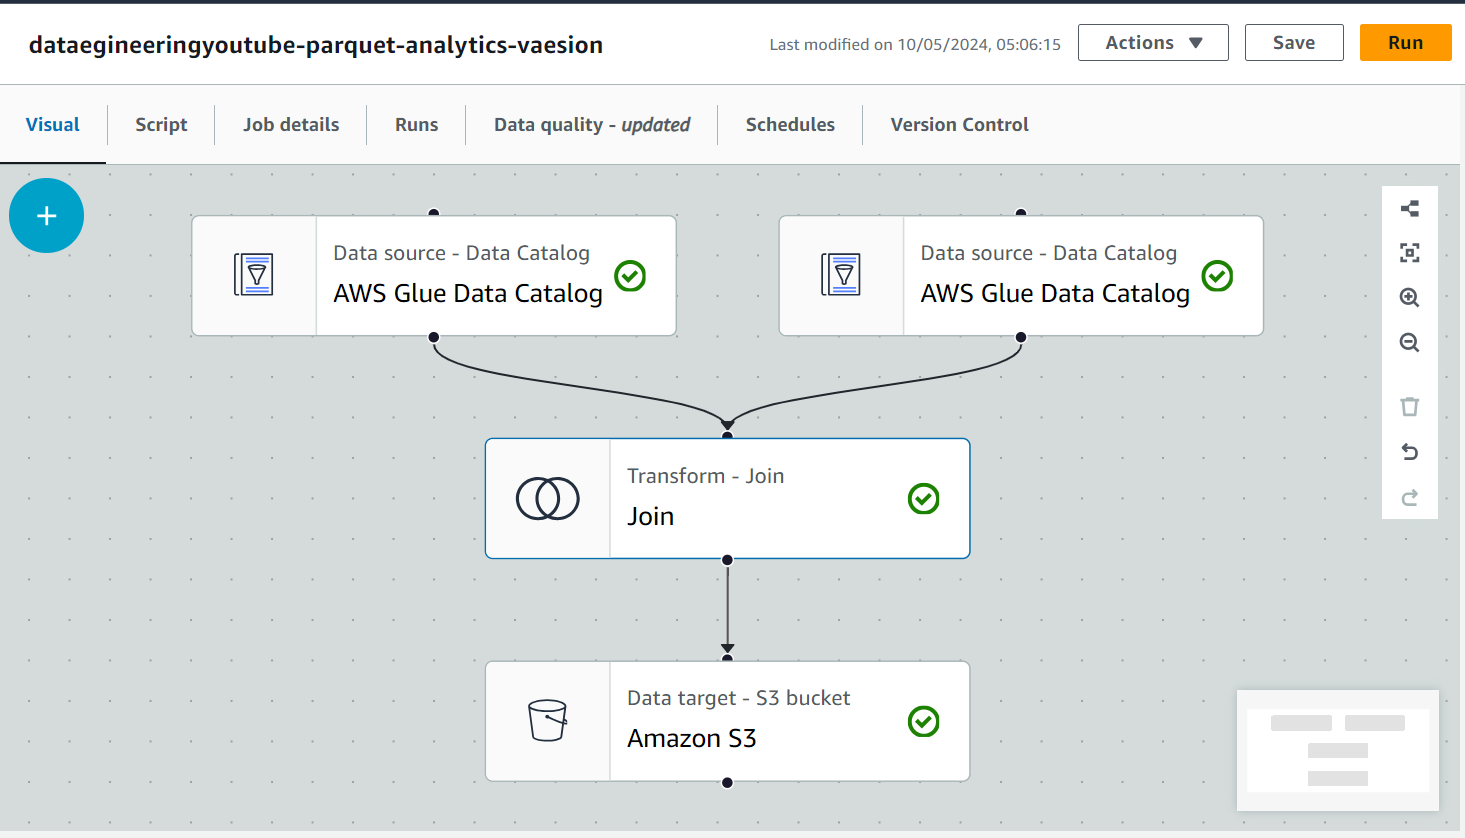 dataegineeringyoutube-parquet-analytics-vaesion
Last modified on 10/05/2024, 05:06:15
Actions
Save
Run
Visual
Script
Job details
Runs
Data quality - updated
Schedules
Version Control
Data source - Data Catalog
AWS Glue Data Catalog
Data source - Data Catalog
AWS Glue Data Catalog
Transform - Join
Join
Data target - S3 bucket
Amazon S3